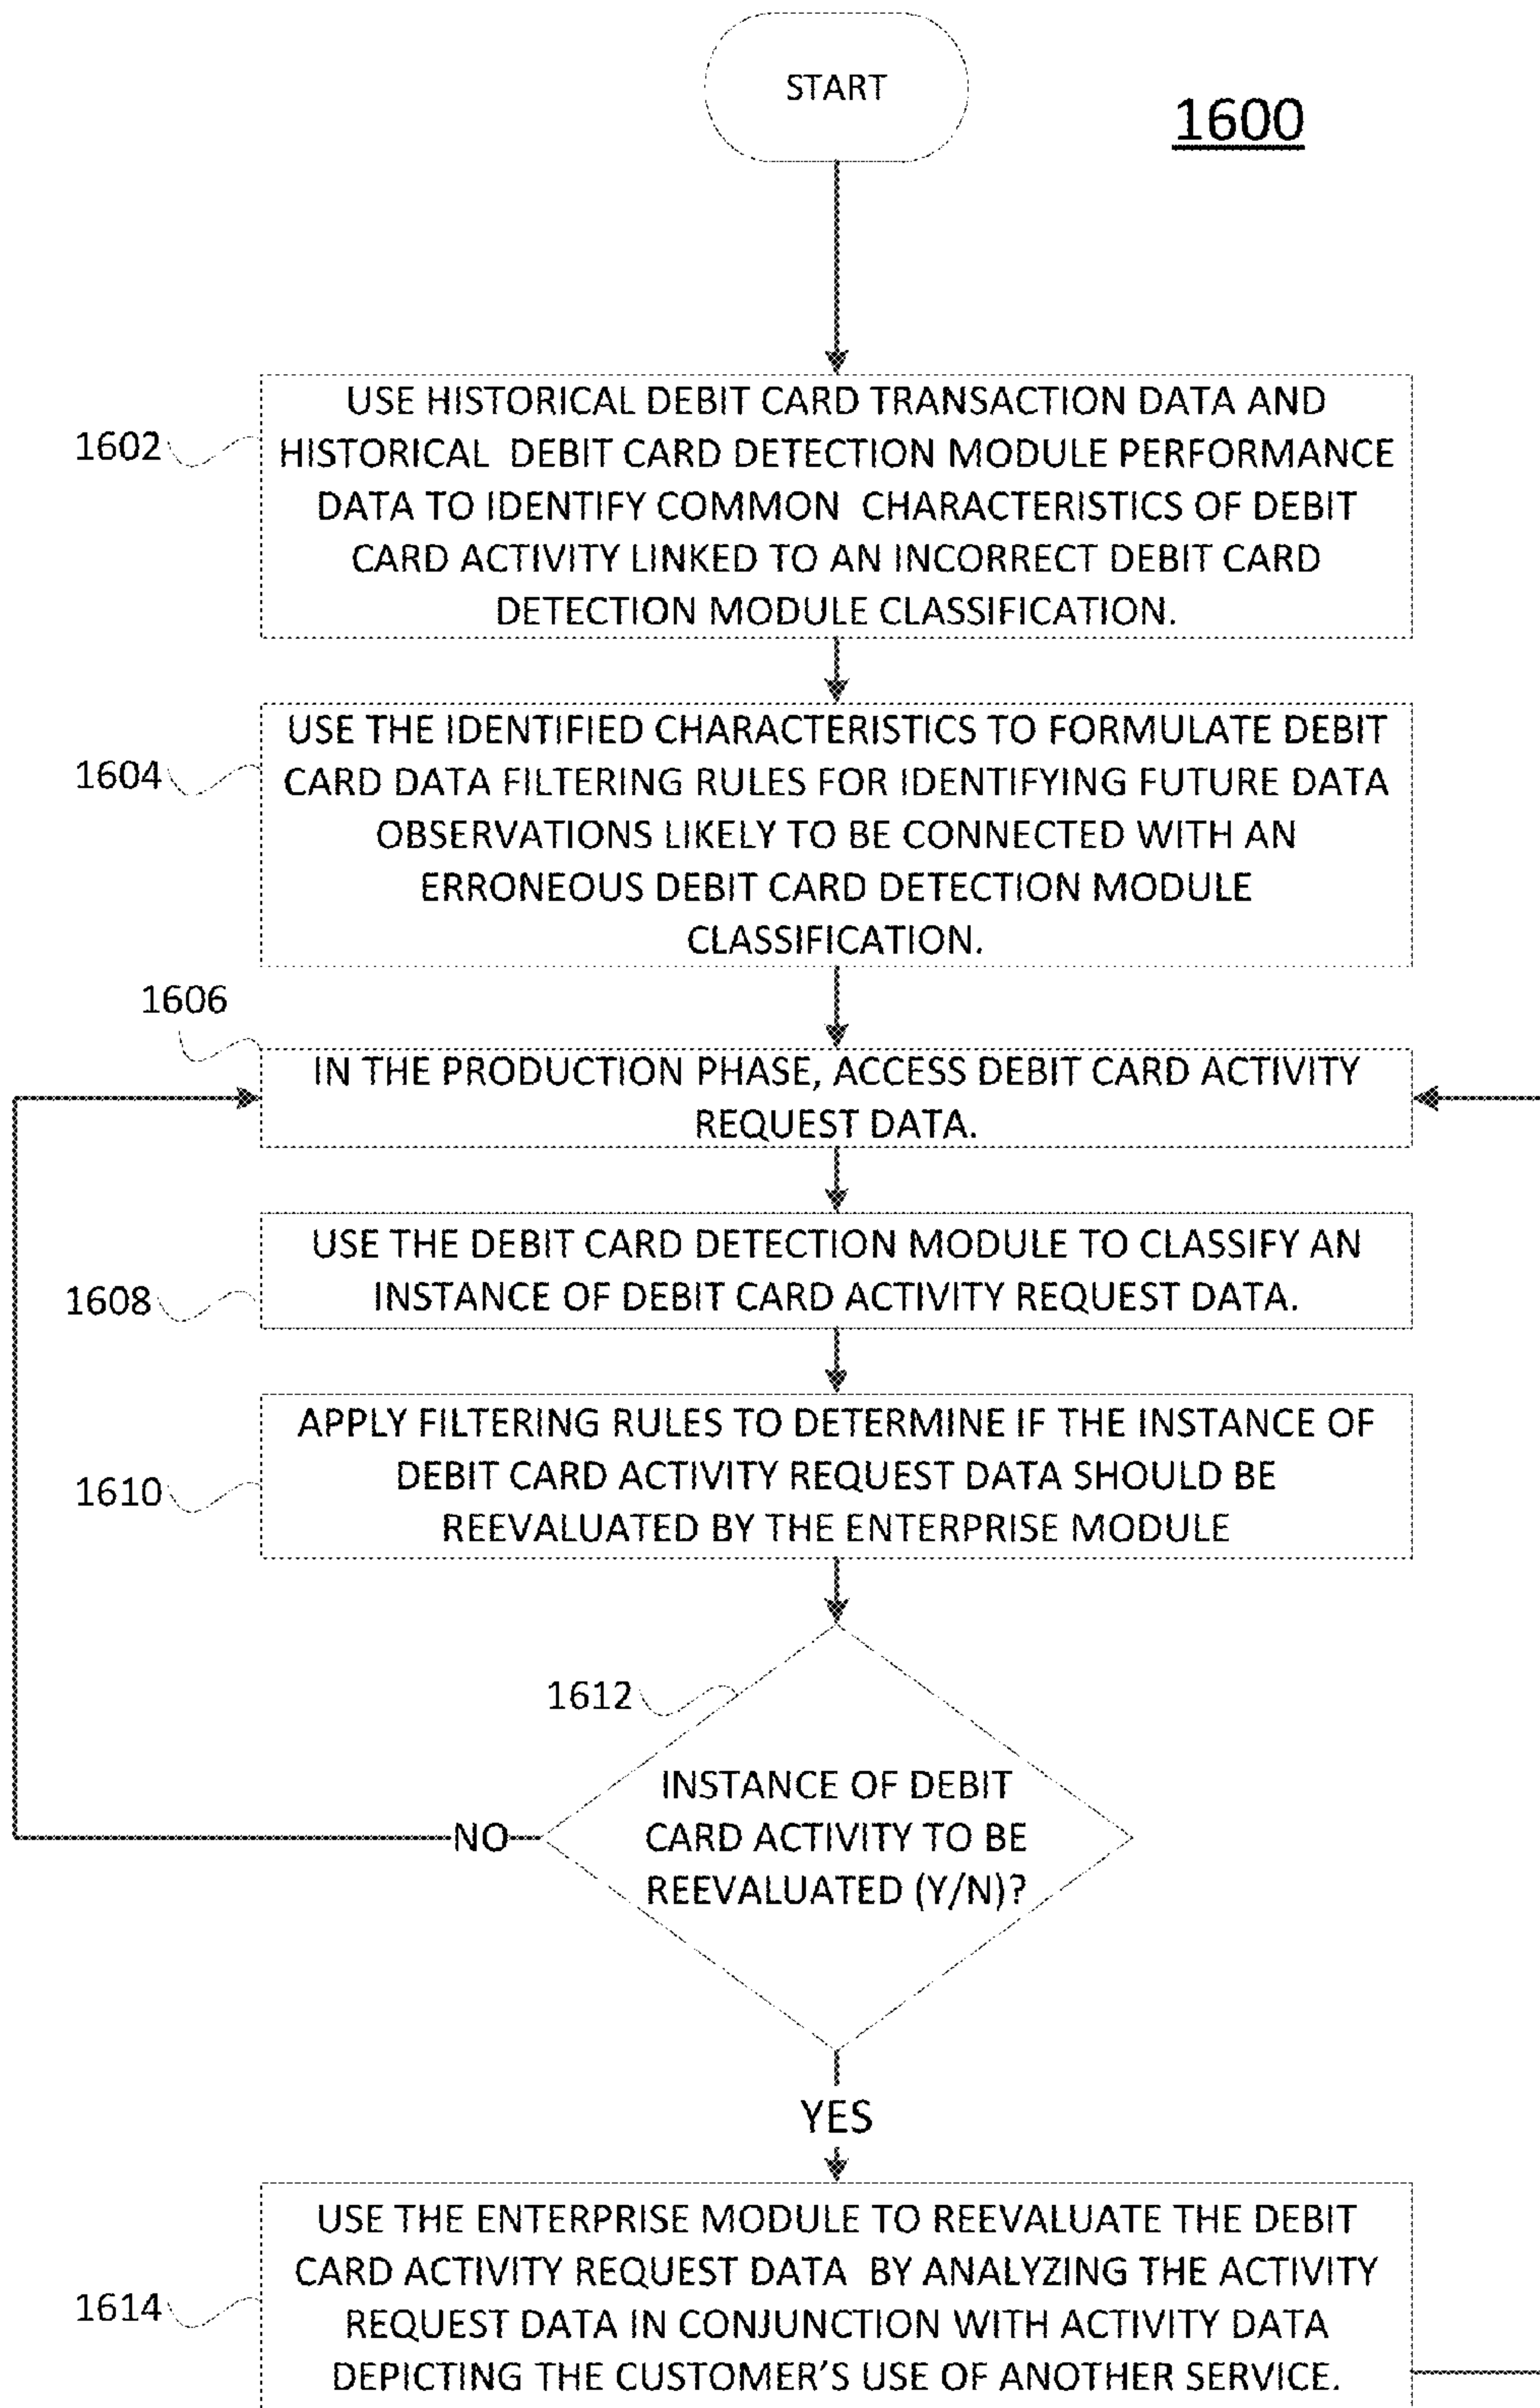 START
1600
1602
USE HISTORICAL DEBIT CARD TRANSACTION DATA AND
HISTORICAL DEBIT CARD DETECTION MODULE PERFORMANCE
DATA TO IDENTIFY COMMON CHARACTERISTICS OF DEBIT
CARD ACTIVITY LINKED TO AN INCORRECT DEBIT CARD
DETECTION MODULE CLASSIFICATION.
1604
USE THE IDENTIFIED CHARACTERISTICS TO FORMULATE DEBIT
CARD DATA FILTERING RULES FOR IDENTIFYING FUTURE DATA
OBSERVATIONS LIKELY TO BE CONNECTED WITH AN
ERRONEOUS DEBIT CARD DETECTION MODULE
CLASSIFICATION.
1606
IN THE PRODUCTION PHASE, ACCESS DEBIT CARD ACTIVITY
REQUEST DATA.
1608
USE THE DEBIT CARD DETECTION MODULE TO CLASSIFY AN
INSTANCE OF DEBIT CARD ACTIVITY REQUEST DATA.
1610
APPLY FILTERING RULES TO DETERMINE IF THE INSTANCE OF
DEBIT CARD ACTIVITY REQUEST DATA SHOULD BE
REEVALUATED BY THE ENTERPRISE MODULE
1612
INSTANCE OF DEBIT
CARD ACTIVITY TO BE
REEVALUATED (Y/N)?
NO
YES
1614
USE THE ENTERPRISE MODULE TO REEVALUATE THE DEBIT
CARD ACTIVITY REQUEST DATA BY ANALYZING THE ACTIVITY
REQUEST DATA IN CONJUNCTION WITH ACTIVITY DATA
DEPICTING THE CUSTOMER'S USE OF ANOTHER SERVICE.